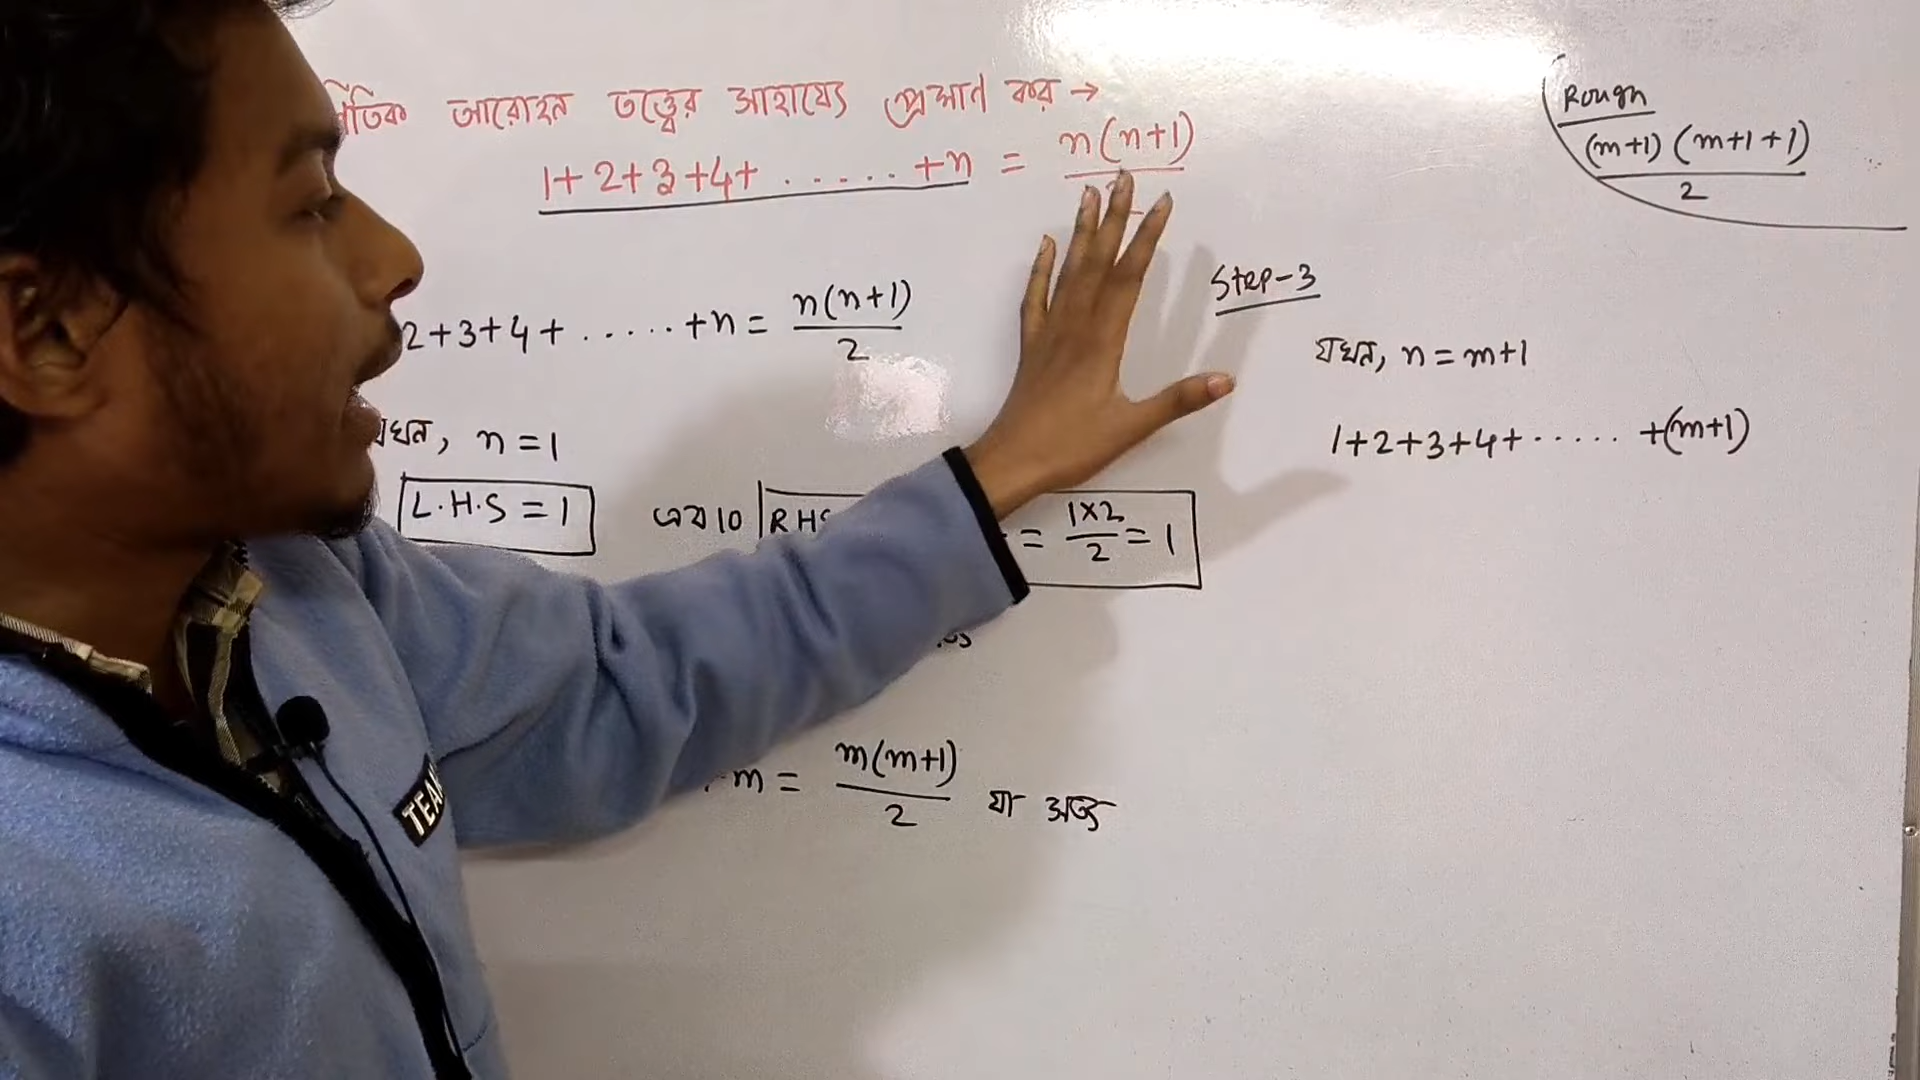 আরোহন তত্ত্বের সাহায্যে প্রমাণ কর →
1+2+3+4+ ...... +n = n(n+1)
2+3+4+ ...... +n = n(n+1)/2
যখন, n=1
L.H.S = 1
RHS
= 1×2/2 = 1
m = m(m+1)/2 যা সত্য
Step-3
যখন, n = m+1
1+2+3+4+ ...... +(m+1)
Rough
(m+1)(m+1+1)/2
TEA